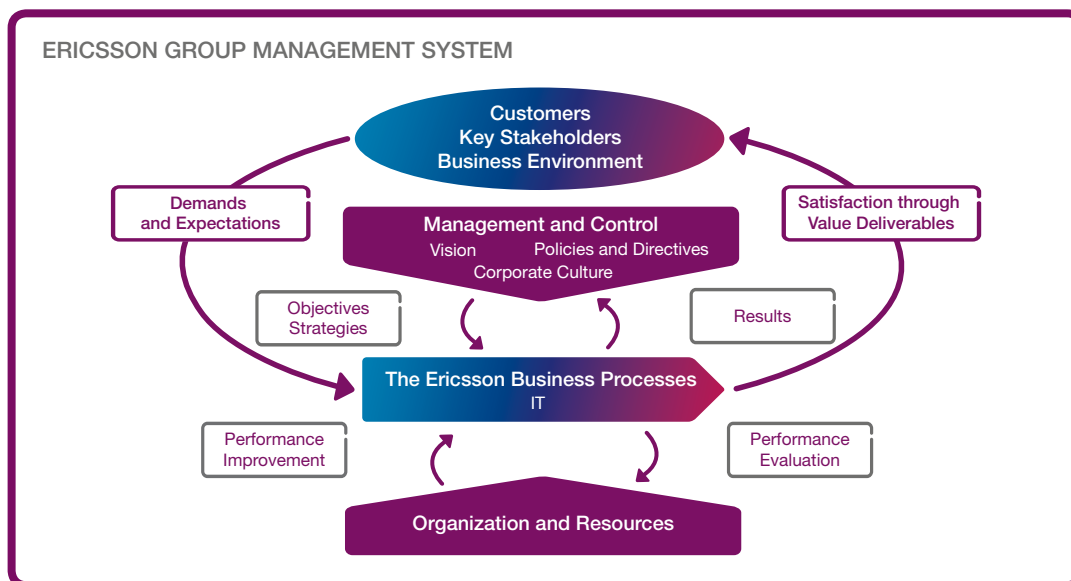 ERICSSON GROUP MANAGEMENT SYSTEM
Customers
Key Stakeholders
Business Environment
Demands
and Expectations
Satisfaction through
Value Deliverables
Management and Control
Vision
Policies and Directives
Corporate Culture
Objectives
Strategies
Results
The Ericsson Business Processes
IT
Performance
Improvement
Performance
Evaluation
Organization and Resources